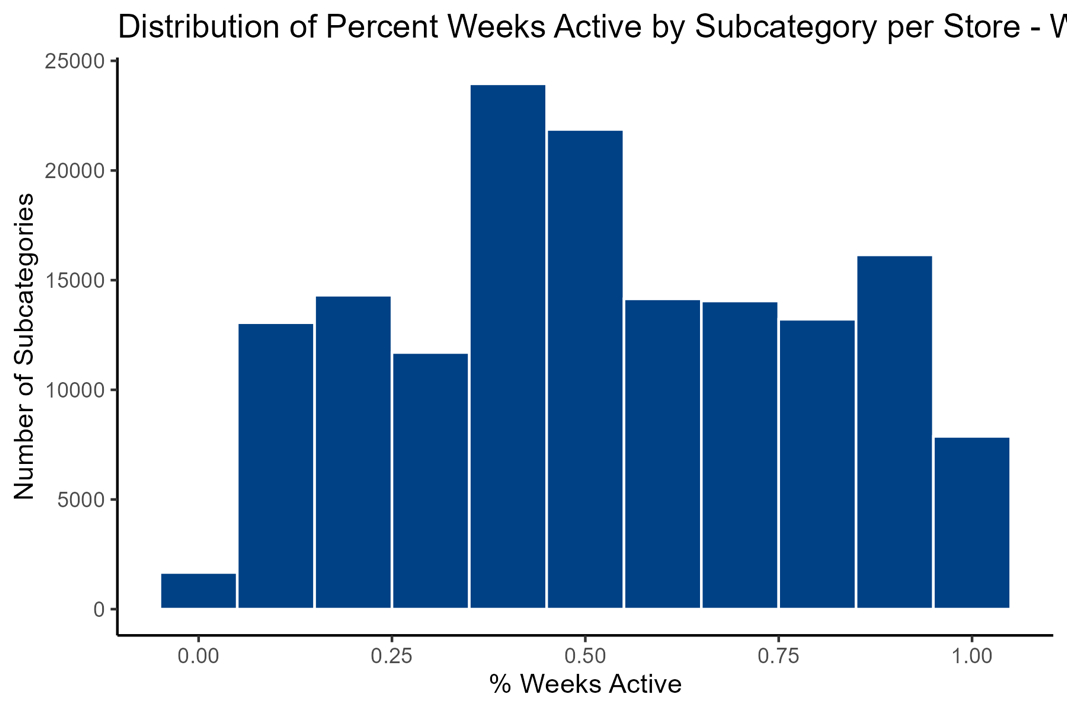 Distribution of Percent Weeks Active by Subcategory per Store -
25000
20000
15000
10000
5000
0
Number of Subcategories
0.00 0.25 0.50 0.75 1.00
% Weeks Active